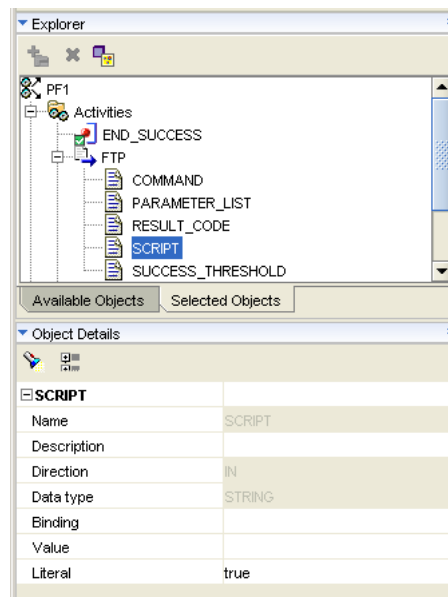 Explorer
PF1
Activities
END_SUCCESS
FTP
COMMAND
PARAMETER_LIST
RESULT_CODE
SCRIPT
SUCCESS_THRESHOLD
Available Objects Selected Objects
Object Details
SCRIPT
Name SCRIPT
Description
Direction IN
Data type STRING
Binding
Value
Literal true